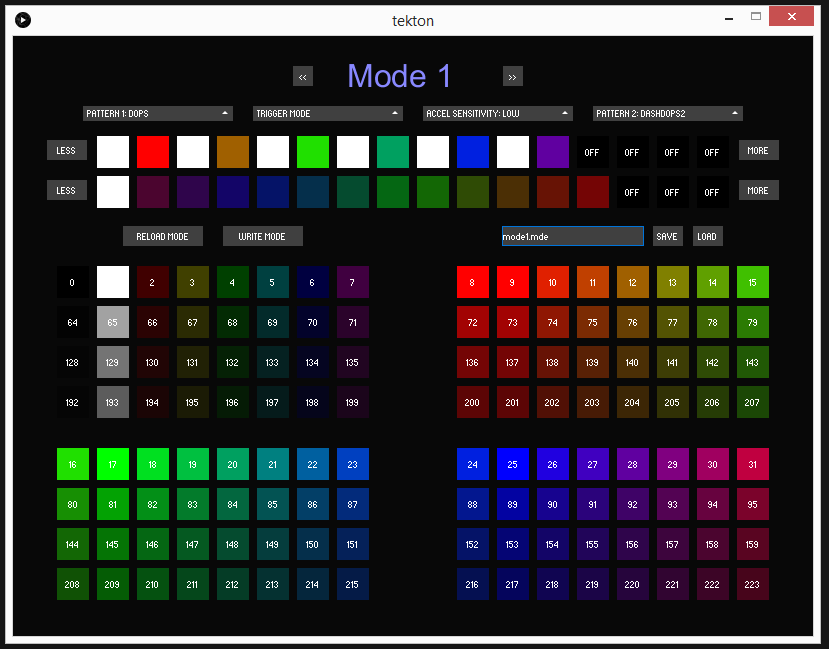 tekton
<< Mode 1 >>
PATTERN 1: DOPS TRIGGER MODE ACCEL SENSITIVITY: LOW PATTERN 2: DASHDOPS2
LESS OFF OFF OFF OFF MORE
LESS OFF OFF OFF MORE
RELOAD MODE WRITE MODE mode1.mde SAVE LOAD
0 2 3 4 5 6 7 8 9 10 11 12 13 14 15
64 65 66 67 68 69 70 71 72 73 74 75 76 77 78 79
128 129 130 131 132 133 134 135 136 137 138 139 140 141 142 143
192 193 194 195 196 197 198 199 200 201 202 203 204 205 206 207
16 17 18 19 20 21 22 23 24 25 26 27 28 29 30 31
80 81 82 83 84 85 86 87 88 89 90 91 92 93 94 95
144 145 146 147 148 149 150 151 152 153 154 155 156 157 158 159
208 209 210 211 212 213 214 215 216 217 218 219 220 221 222 223